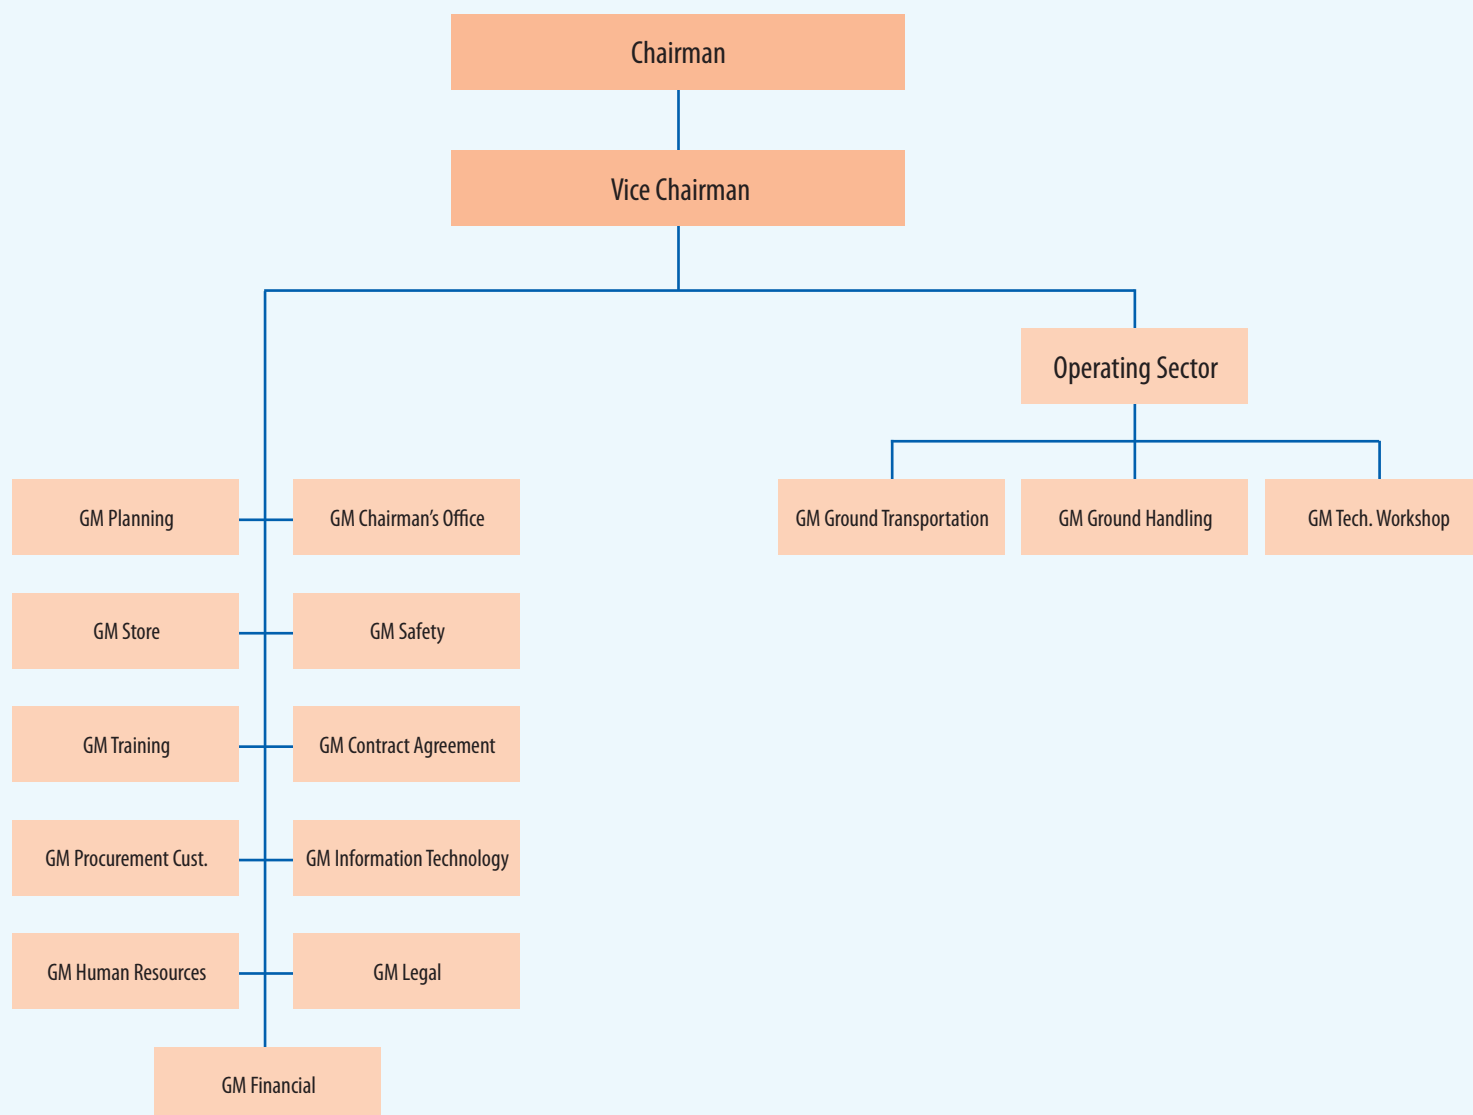 Chairman
Vice Chairman
Operating Sector
GM Planning
GM Chairman's Office
GM Ground Transportation
GM Ground Handling
GM Tech. Workshop
GM Store
GM Safety
GM Training
GM Contract Agreement
GM Procurement Cust.
GM Information Technology
GM Human Resources
GM Legal
GM Financial